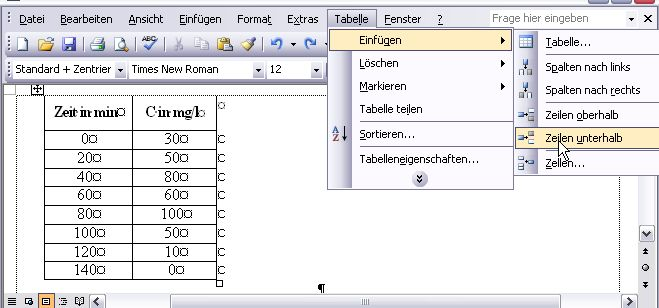 Datei Bearbeiten Ansicht Einfügen Format Extras Tabelle Fenster ? Frage hier eingeben
Einfügen
Löschen
Markieren
Tabelle teilen
Sortieren...
Tabelleneigenschaften...
Tabelle...
Spalten nach links
Spalten nach rechts
Zeilen oberhalb
Zeilen unterhalb
Zellen...
ABC
Standard + Zentrier Times New Roman 12
Zeit·in·min¤ C·in·mg/l¤ ¤
0¤ 30¤ ¤
20¤ 50¤ ¤
40¤ 80¤ ¤
60¤ 60¤ ¤
80¤ 100¤ ¤
100¤ 50¤ ¤
120¤ 10¤ ¤
140¤ 0¤ ¤
¶